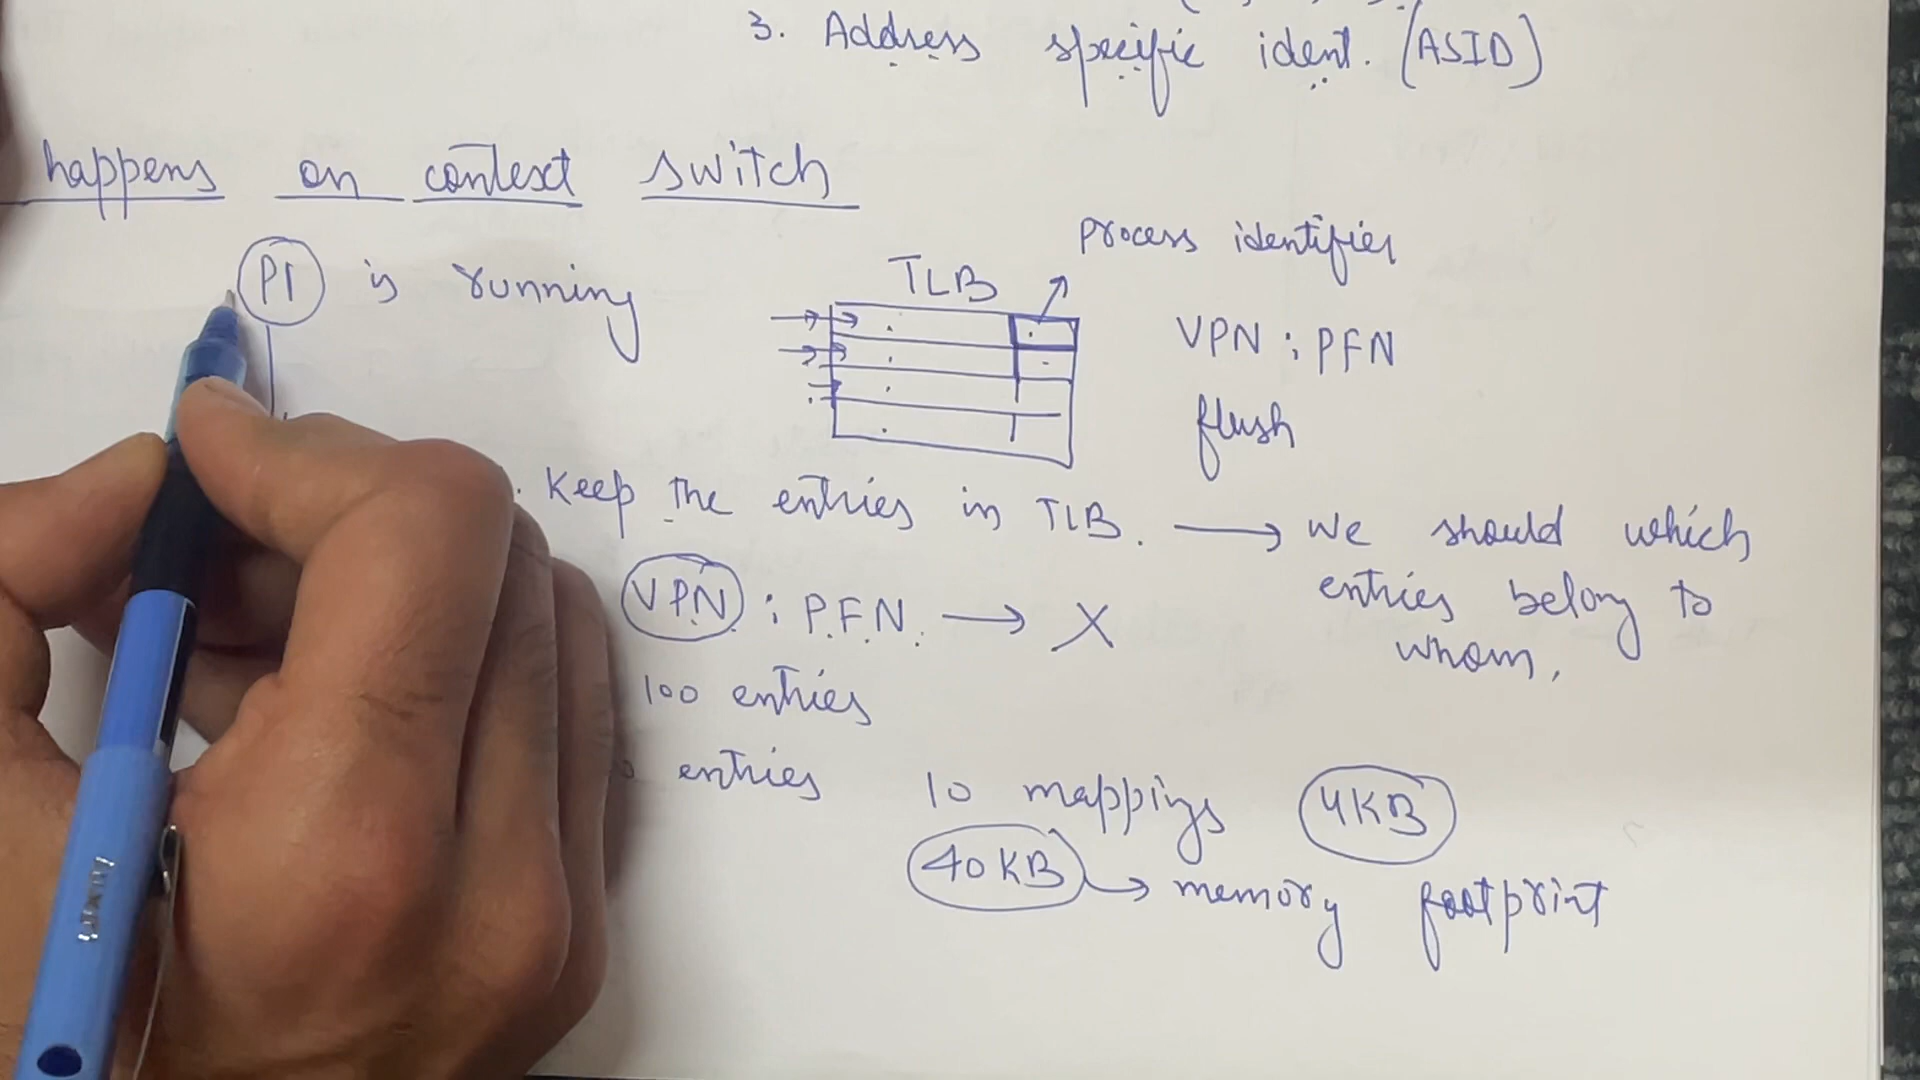 3. Address specific ident. (ASID)
happens on context switch
P1 is running
process identifier
TLB
VPN ; PFN
flush
Keep the entries in TLB. → We should which
entries belong to
whom,
VPN ; P.F.N. → X
100 entries
entries
10 mappings 4KB
40KB → memory footprint